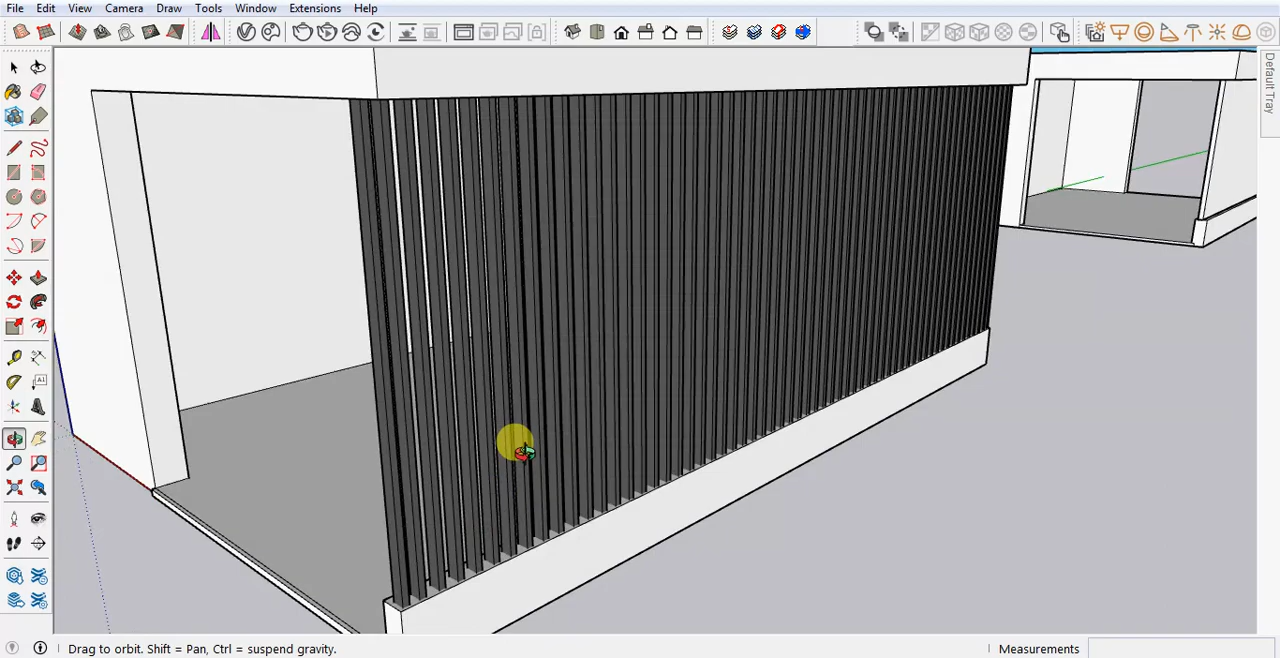 File Edit View Camera Draw Tools Window Extensions Help
Default Tray
A1
Drag to orbit. Shift = Pan, Ctrl = suspend gravity.
Measurements